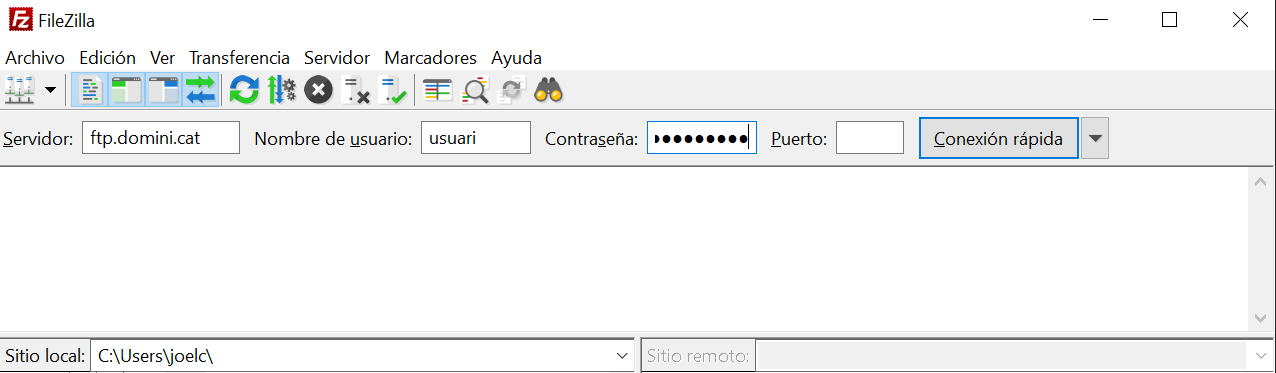 FileZilla
Archivo Edición Ver Transferencia Servidor Marcadores Ayuda
Servidor: ftp.domini.cat Nombre de usuario: usuari Contraseña: ●●●●●●●●● Puerto: Conexión rápida
Sitio local: C:\Users\joelc\ Sitio remoto: